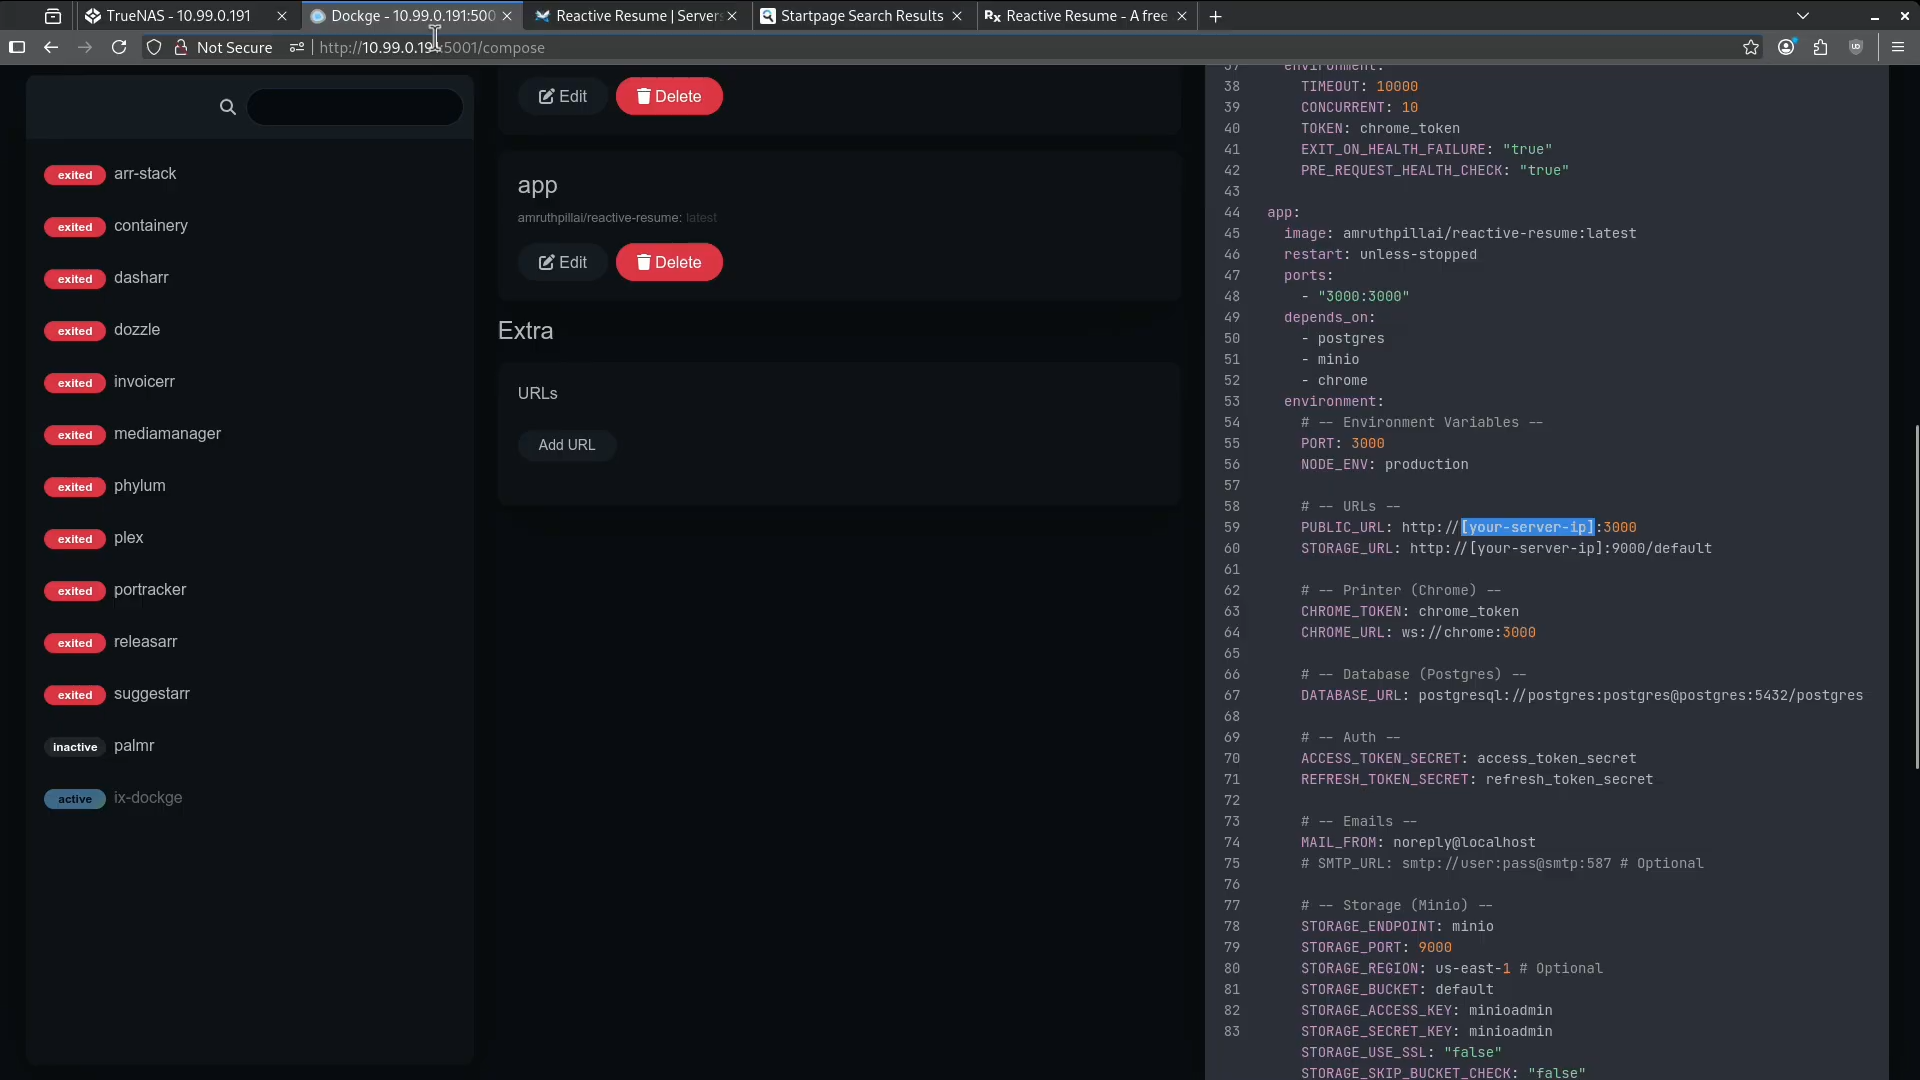 TrueNAS - 10.99.0.191
Dockge - 10.99.0.191:500
Reactive Resume | Server
Startpage Search Results
Reactive Resume - A free
Not Secure
http://10.99.0.19 :5001/compose
exited arr-stack
exited containery
exited dasharr
exited dozzle
exited invoicerr
exited mediamanager
exited phylum
exited plex
exited portracker
exited releasarr
exited suggestarr
inactive palmr
active ix-dockge
Edit Delete
app
amruthpillai/reactive-resume: latest
Edit Delete
Extra
URLs
Add URL
37 environment:
38 TIMEOUT: 10000
39 CONCURRENT: 10
40 TOKEN: chrome_token
41 EXIT_ON_HEALTH_FAILURE: "true"
42 PRE_REQUEST_HEALTH_CHECK: "true"
43
44 app:
45 image: amruthpillai/reactive-resume:latest
46 restart: unless-stopped
47 ports:
48 - "3000:3000"
49 depends_on:
50 - postgres
51 - minio
52 - chrome
53 environment:
54 # -- Environment Variables --
55 PORT: 3000
56 NODE_ENV: production
57
58 # -- URLs --
59 PUBLIC_URL: http://[your-server-ip]:3000
60 STORAGE_URL: http://[your-server-ip]:9000/default
61
62 # -- Printer (Chrome) --
63 CHROME_TOKEN: chrome_token
64 CHROME_URL: ws://chrome:3000
65
66 # -- Database (Postgres) --
67 DATABASE_URL: postgresql://postgres:postgres@postgres:5432/postgres
68
69 # -- Auth --
70 ACCESS_TOKEN_SECRET: access_token_secret
71 REFRESH_TOKEN_SECRET: refresh_token_secret
72
73 # -- Emails --
74 MAIL_FROM: noreply@localhost
75 # SMTP_URL: smtp://user:pass@smtp:587 # Optional
76
77 # -- Storage (Minio) --
78 STORAGE_ENDPOINT: minio
79 STORAGE_PORT: 9000
80 STORAGE_REGION: us-east-1 # Optional
81 STORAGE_BUCKET: default
82 STORAGE_ACCESS_KEY: minioadmin
83 STORAGE_SECRET_KEY: minioadmin
STORAGE_USE_SSL: "false"
STORAGE_SKIP_BUCKET_CHECK: "false"